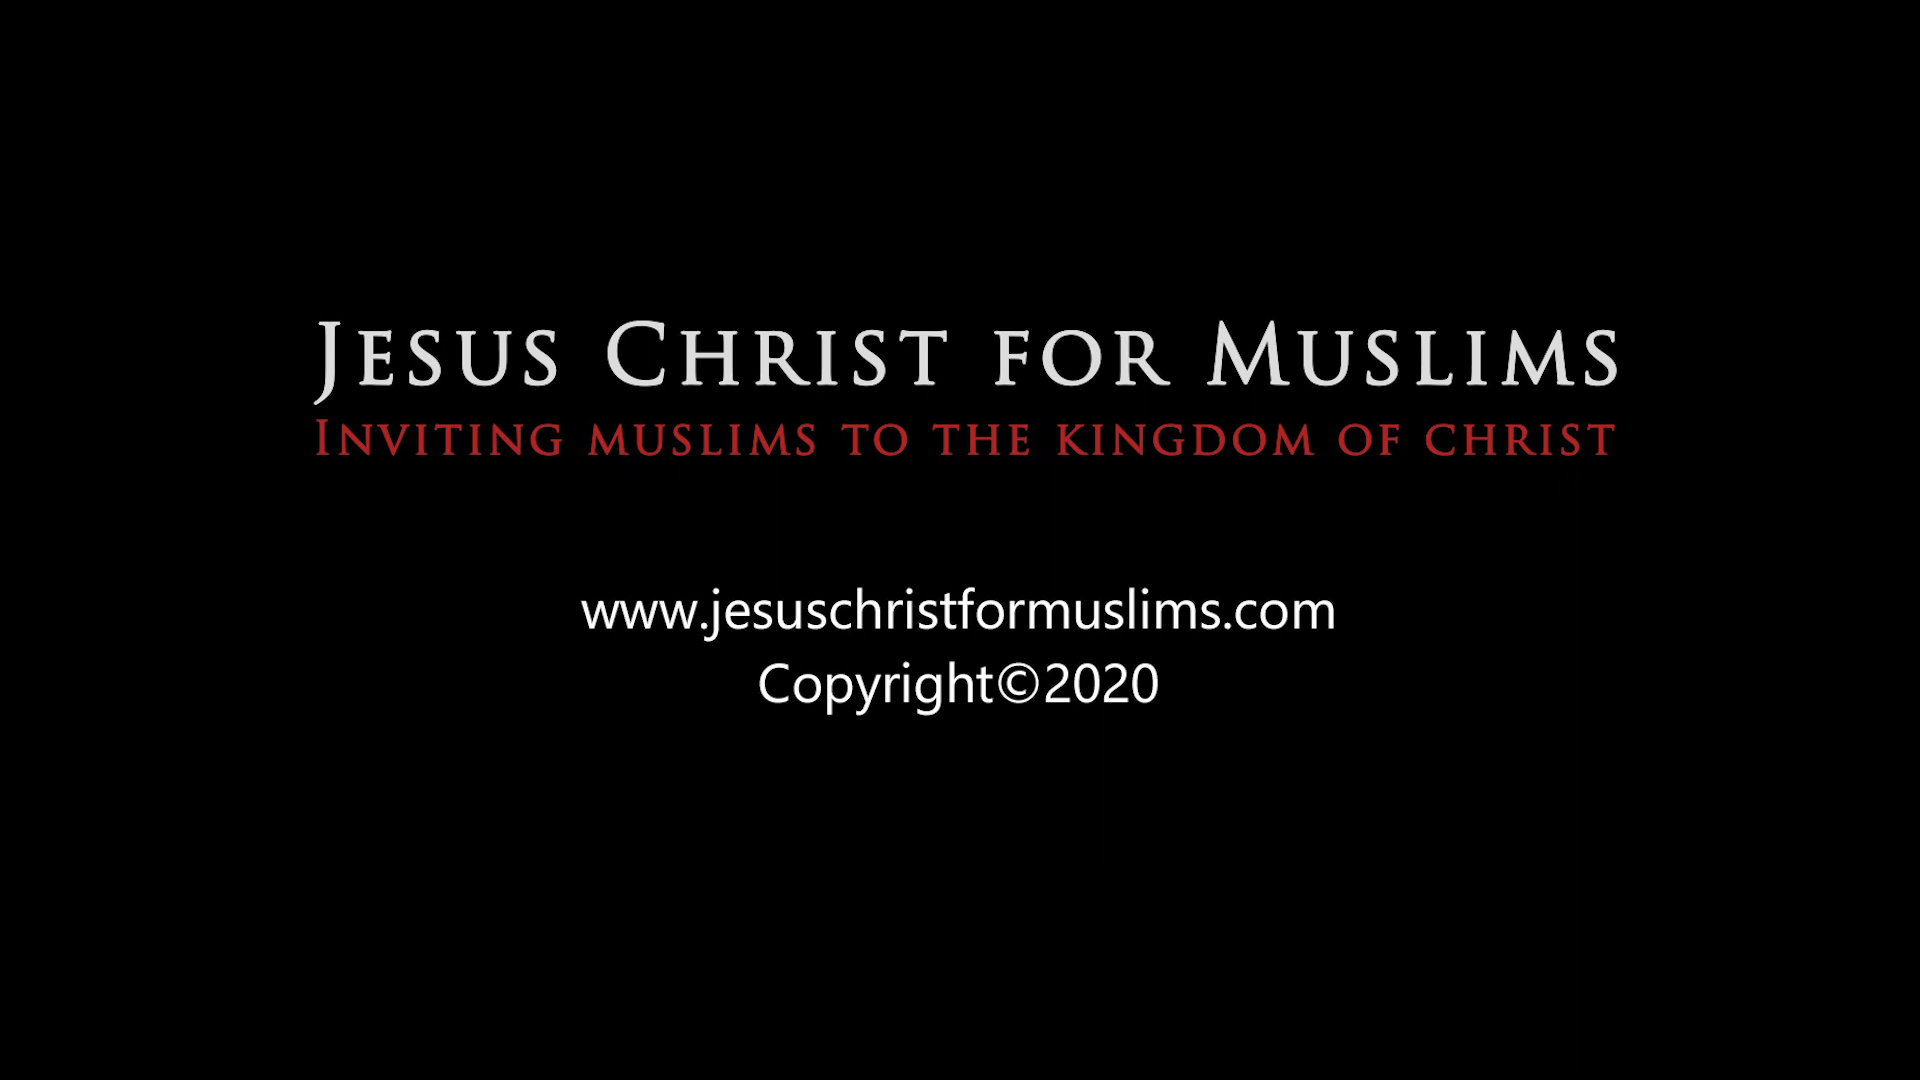 Jesus Christ for Muslims
Inviting muslims to the kingdom of christ
www.jesuschristformuslims.com
Copyright©2020